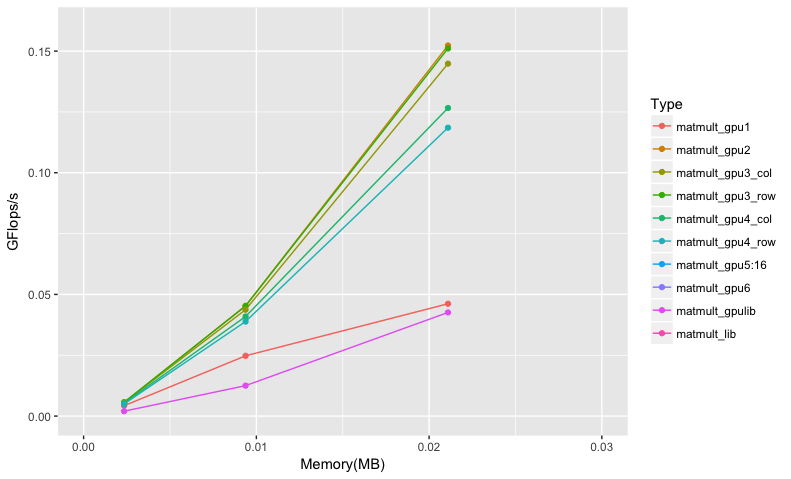 0.15
0.10
0.05
0.00
GFlops/s
0.00 0.01 0.02 0.03
Memory(MB)
Type
matmult_gpu1
matmult_gpu2
matmult_gpu3_col
matmult_gpu3_row
matmult_gpu4_col
matmult_gpu4_row
matmult_gpu5:16
matmult_gpu6
matmult_gpulib
matmult_lib